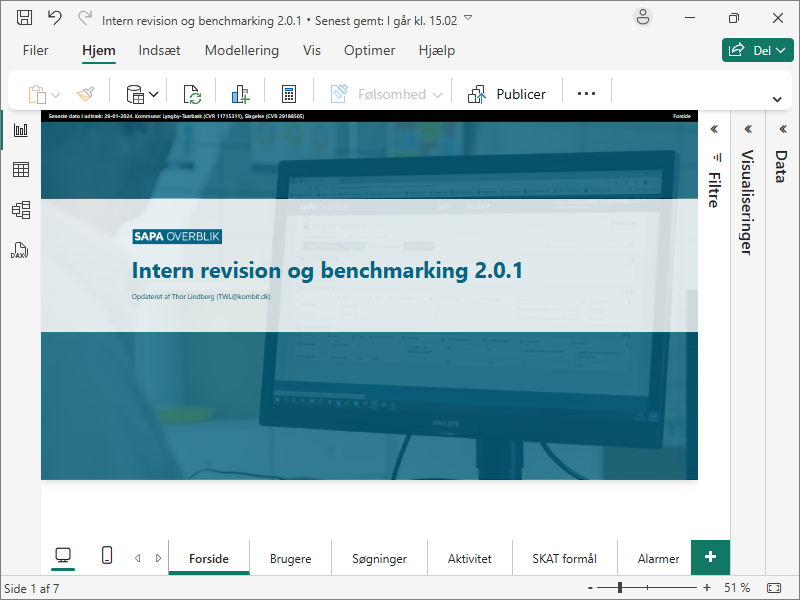 Intern revision og benchmarking 2.0.1 • Senest gemt: I går kl. 15.02
Filer Hjem Indsæt Modellering Vis Optimer Hjælp
Del
Følsomhed
Publicer
Seneste dato i udtræk: 29-01-2024. Kommune: Lyngby-Taarbæk (CVR 11715311), Slagelse (CVR 29188505)
Forside
SAPA OVERBLIK
Intern revision og benchmarking 2.0.1
Opdateret af Thor Lindberg (TWL@kombit.dk)
PHILIPS
Filtre
Visualiseringer
Data
DAX
Forside Brugere Søgninger Aktivitet SKAT formål Alarmer
+
Side 1 af 7
- + 51 %